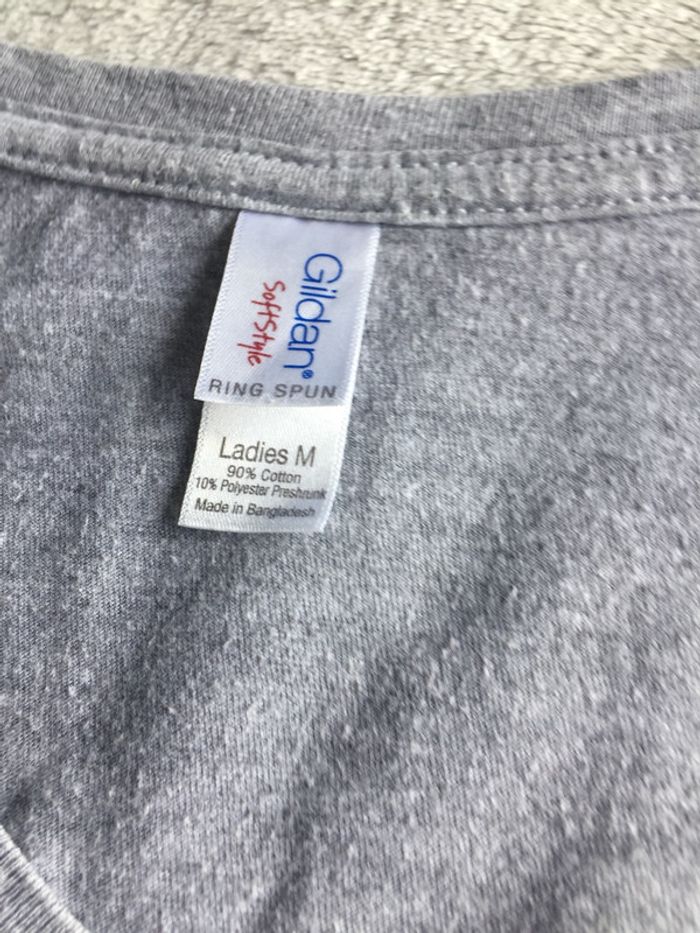 Gildan®
SoftStyle
RING SPUN
Ladies M
90% Cotton
10% Polyester Preshrunk
Made in Bangladesh